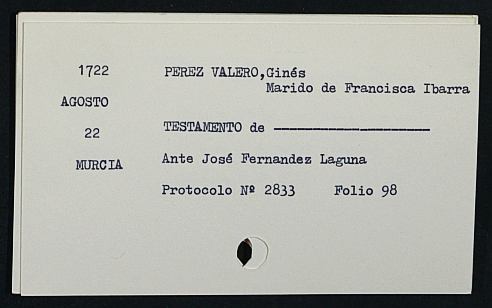 1722
PEREZ VALERO,Ginés
Marido de Francisca Ibarra
AGOSTO
22
TESTAMENTO de --------------------
MURCIA
Ante José Fernandez Laguna
Protocolo Nº 2833 Folio 98